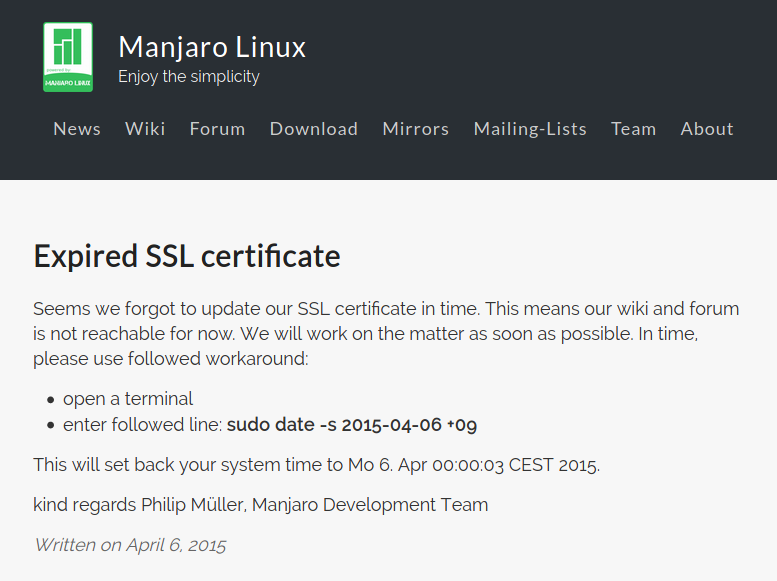 Manjaro Linux
Enjoy the simplicity
powered by
MANJARO LINUX
News Wiki Forum Download Mirrors Mailing-Lists Team About
Expired SSL certificate
Seems we forgot to update our SSL certificate in time. This means our wiki and forum
is not reachable for now. We will work on the matter as soon as possible. In time,
please use followed workaround:
• open a terminal
• enter followed line: sudo date -s 2015-04-06 +09
This will set back your system time to Mo 6. Apr 00:00:03 CEST 2015.
kind regards Philip Müller, Manjaro Development Team
Written on April 6, 2015